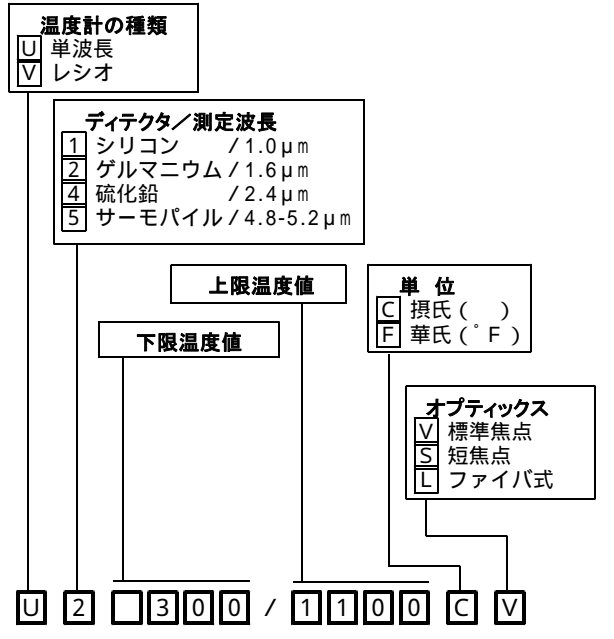 温度計の種類
U 単波長
V レシオ
ディテクタ／測定波長
1 シリコン /1.0μm
2 ゲルマニウム/1.6μm
4 硫化鉛 /2.4μm
5 サーモパイル/4.8-5.2μm
上限温度値
単 位
C 摂氏( )
F 華氏(°F)
下限温度値
オプティックス
V 標準焦点
S 短焦点
L ファイバ式
U 2 300/1100 C V